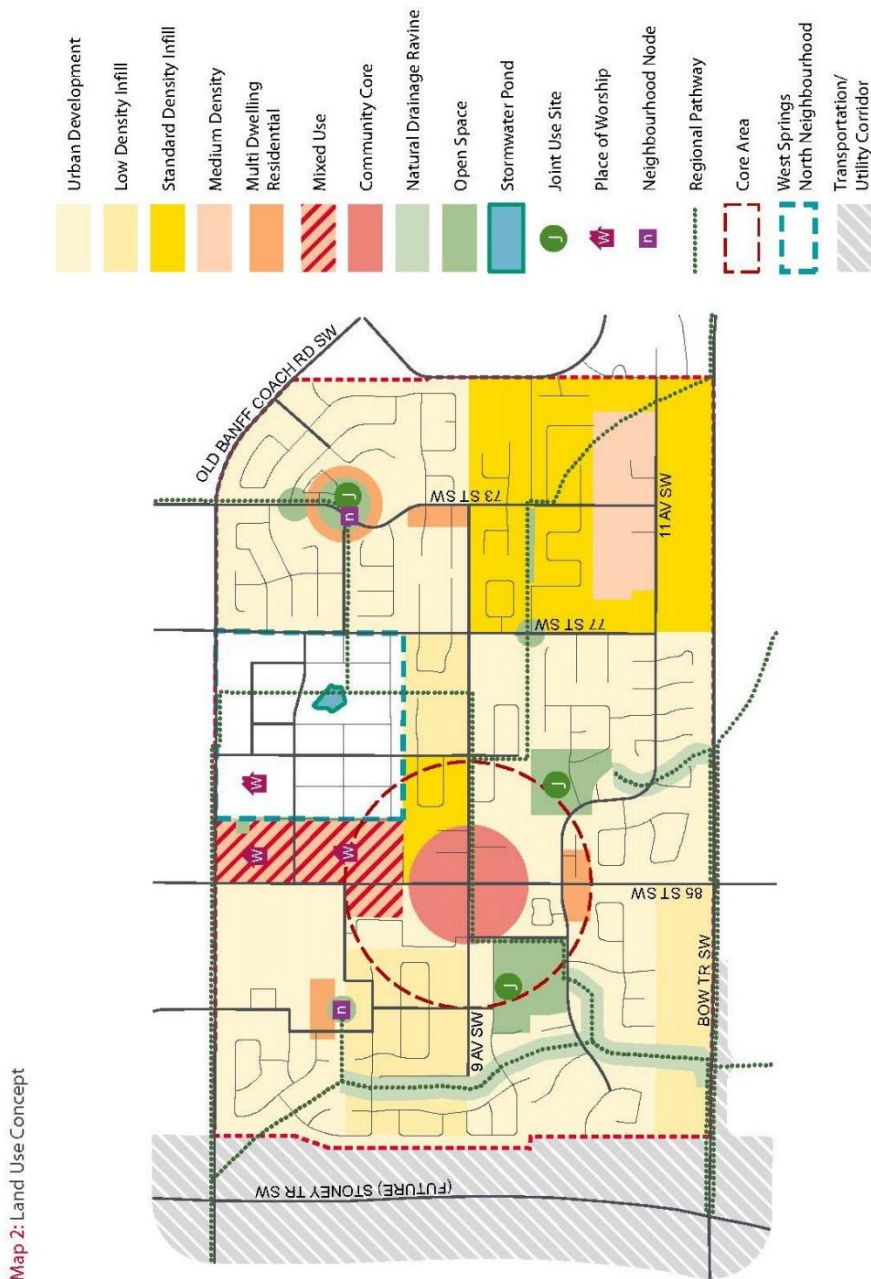 Map 2: Land Use Concept
OLD BANFF COACH RD SW
73 ST SW
11 AV SW
77 ST SW
85 ST SW
9 AV SW
BOW TR SW
(FUTURE) STONEY TR SW
J
n
W
W
W
J
J
n
Urban Development
Low Density Infill
Standard Density Infill
Medium Density
Multi Dwelling
Residential
Mixed Use
Community Core
Natural Drainage Ravine
Open Space
Stormwater Pond
J
Joint Use Site
W
Place of Worship
n
Neighbourhood Node
Regional Pathway
Core Area
West Springs
North Neighbourhood
Transportation/
Utility Corridor